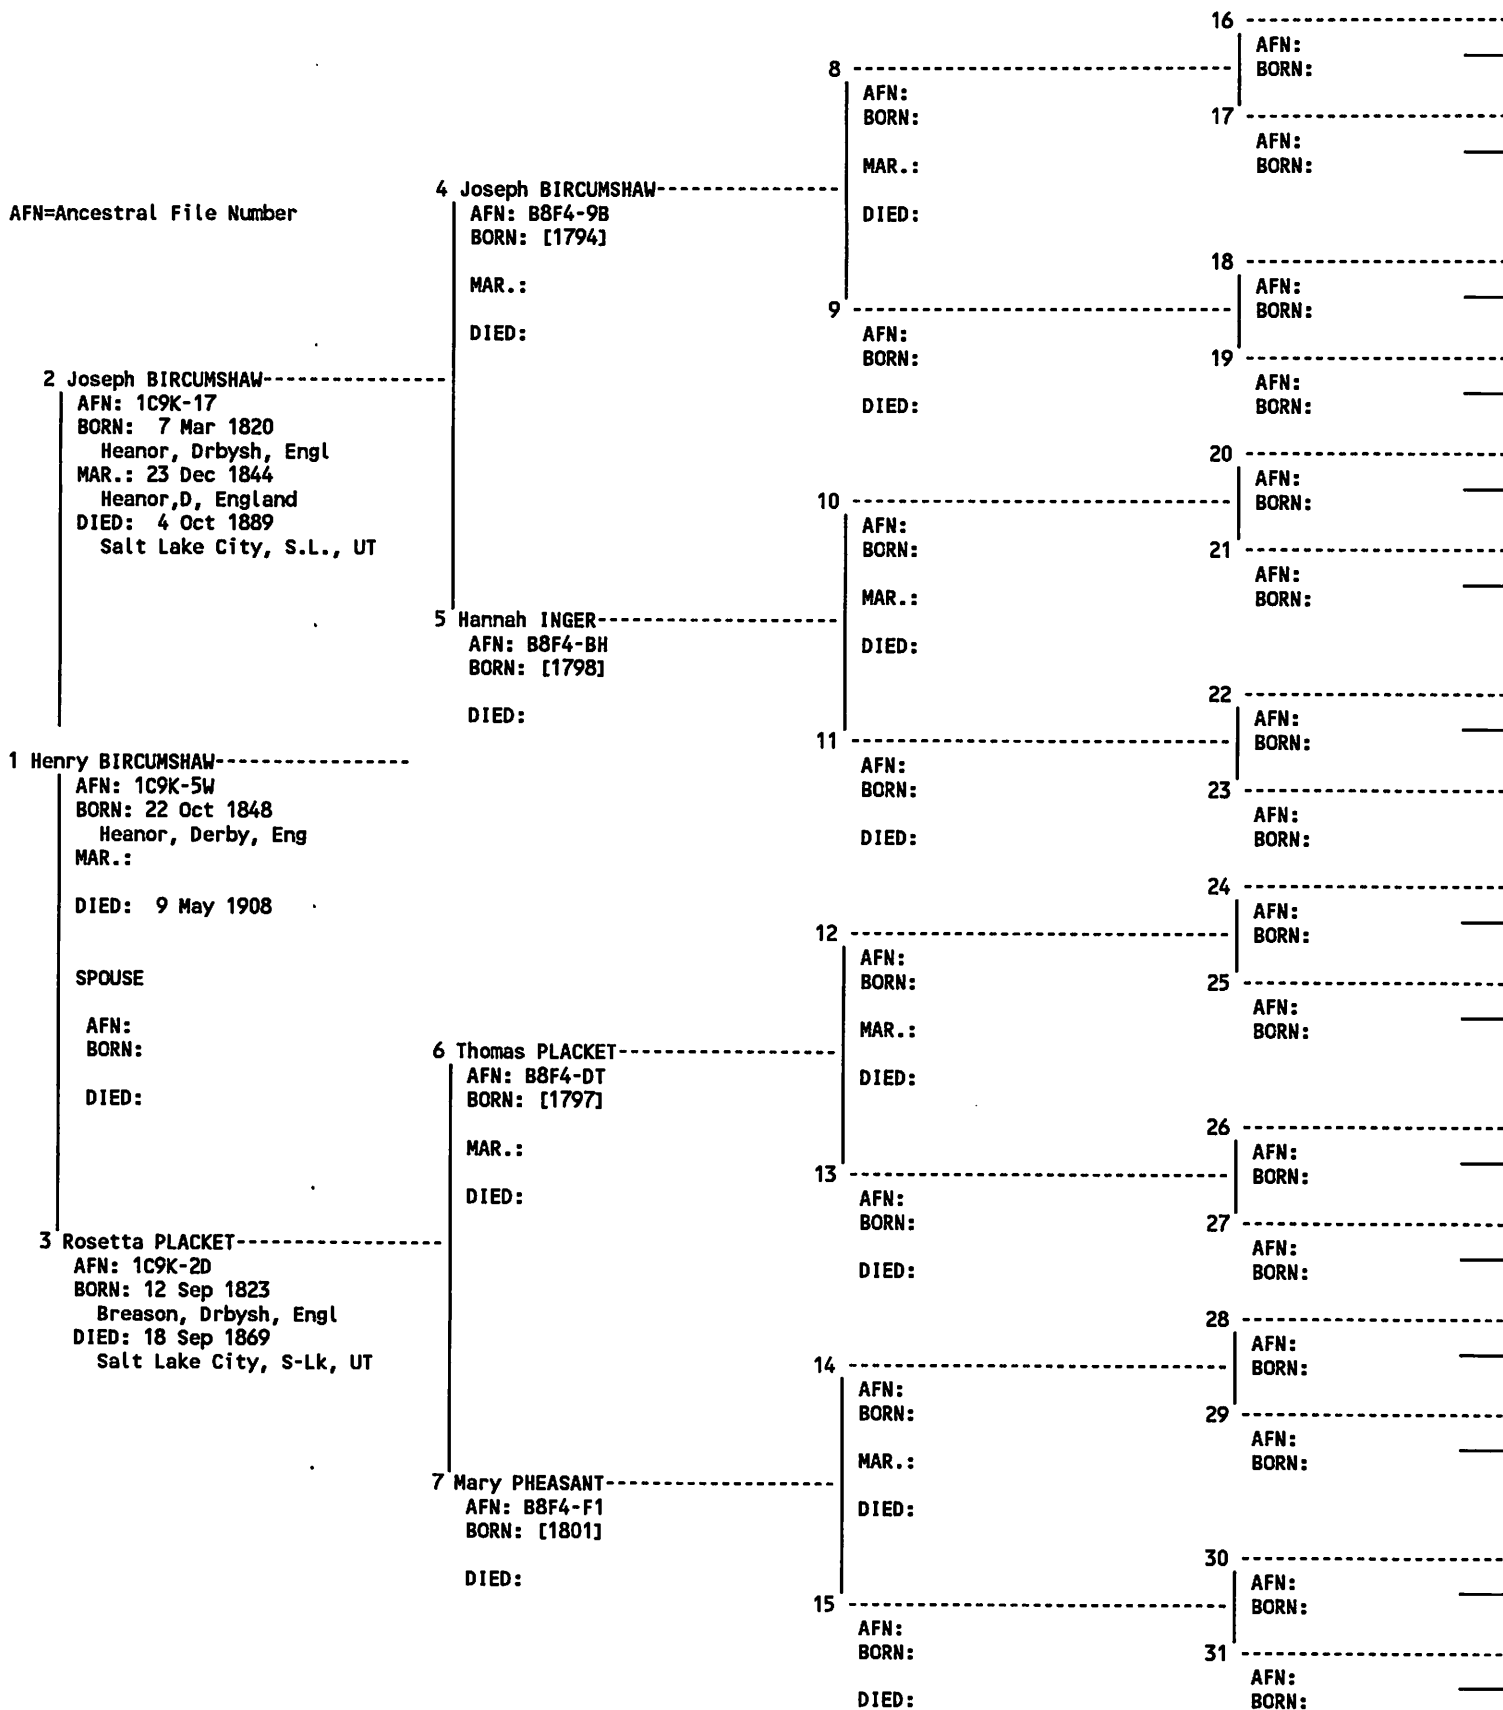 AFN=Ancestral File Number
1 Henry BIRCUMSHAW----------------
AFN: 1C9K-5W
BORN: 22 Oct 1848
Heanor, Derby, Eng
MAR.:
DIED: 9 May 1908
SPOUSE
AFN:
BORN:
DIED:
2 Joseph BIRCUMSHAW----------------
AFN: 1C9K-17
BORN: 7 Mar 1820
Heanor, Drbysh, Engl
MAR.: 23 Dec 1844
Heanor,D, England
DIED: 4 Oct 1889
Salt Lake City, S.L., UT
3 Rosetta PLACKET------------------
AFN: 1C9K-2D
BORN: 12 Sep 1823
Breason, Drbysh, Engl
DIED: 18 Sep 1869
Salt Lake City, S-Lk, UT
4 Joseph BIRCUMSHAW----------------
AFN: B8F4-9B
BORN: [1794]
MAR.:
DIED:
5 Hannah INGER---------------------
AFN: B8F4-BH
BORN: [1798]
DIED:
6 Thomas PLACKET-------------------
AFN: B8F4-DT
BORN: [1797]
MAR.:
DIED:
7 Mary PHEASANT--------------------
AFN: B8F4-F1
BORN: [1801]
DIED:
8 ---------------------------------
AFN:
BORN:
MAR.:
DIED:
9 ---------------------------------
AFN:
BORN:
DIED:
10 ---------------------------------
AFN:
BORN:
MAR.:
DIED:
11 ---------------------------------
AFN:
BORN:
DIED:
12 ---------------------------------
AFN:
BORN:
MAR.:
DIED:
13 ---------------------------------
AFN:
BORN:
DIED:
14 ---------------------------------
AFN:
BORN:
MAR.:
DIED:
15 ---------------------------------
AFN:
BORN:
DIED:
16 -----------------------
AFN:
BORN:
17 -----------------------
AFN:
BORN:
18 -----------------------
AFN:
BORN:
19 -----------------------
AFN:
BORN:
20 -----------------------
AFN:
BORN:
21 -----------------------
AFN:
BORN:
22 -----------------------
AFN:
BORN:
23 -----------------------
AFN:
BORN:
24 -----------------------
AFN:
BORN:
25 -----------------------
AFN:
BORN:
26 -----------------------
AFN:
BORN:
27 -----------------------
AFN:
BORN:
28 -----------------------
AFN:
BORN:
29 -----------------------
AFN:
BORN:
30 -----------------------
AFN:
BORN:
31 -----------------------
AFN:
BORN: